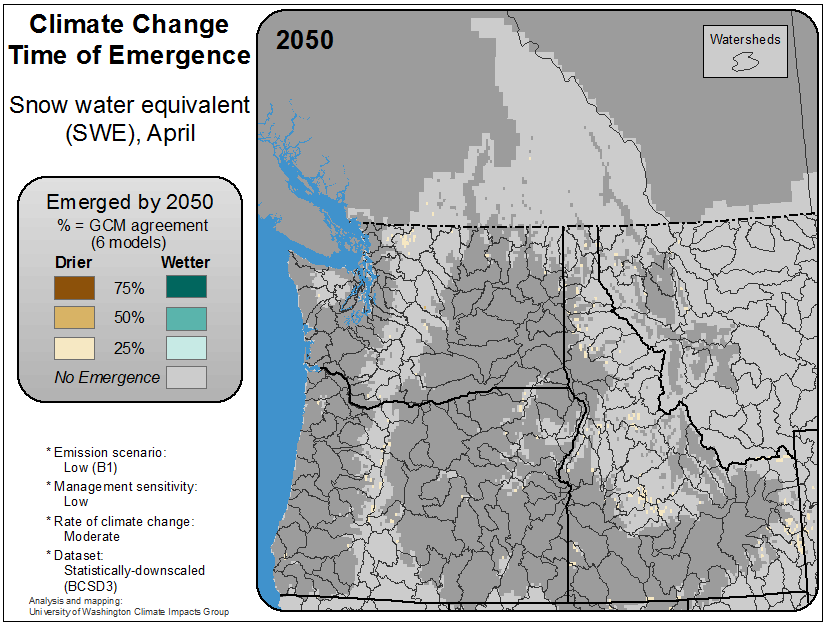 Climate Change
Time of Emergence
Snow water equivalent
(SWE), April
Emerged by 2050
% = GCM agreement
(6 models)
Drier Wetter
75%
50%
25%
No Emergence
* Emission scenario:
Low (B1)
* Management sensitivity:
Low
* Rate of climate change:
Moderate
* Dataset:
Statistically-downscaled
(BCSD3)
Analysis and mapping:
University of Washington Climate Impacts Group
2050
Watersheds